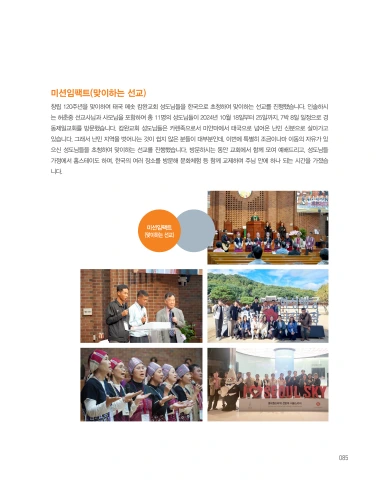 미션임팩트(맞이하는 선교)
창립 120주년을 맞이하여 태국 메솟 캄완교회 성도님들을 한국으로 초청하여 맞이하는 선교를 진행했습니다. 인솔하시
는 허춘중 선교사님과 사모님을 포함하여 총 11명의 성도님들이 2024년 10월 18일부터 25일까지, 7박 8일 일정으로 경
동제일교회를 방문했습니다. 캄완교회 성도님들은 카렌족으로서 미얀마에서 태국으로 넘어온 난민 신분으로 살아가고
있습니다. 그래서 난민 지역을 벗어나는 것이 쉽지 않은 분들이 대부분인데, 이번에 특별히 조금이나마 이동의 자유가 있
으신 성도님들을 초청하여 맞이하는 선교를 진행했습니다. 방문하시는 동안 교회에서 함께 모여 예배드리고, 성도님들
가정에서 홈스테이도 하며, 한국의 여러 장소를 방문해 문화체험 등 함께 교제하며 주님 안에 하나 되는 시간을 가졌습
니다.
미션임팩트
(맞이하는 선교)
SEOUL SKY
085